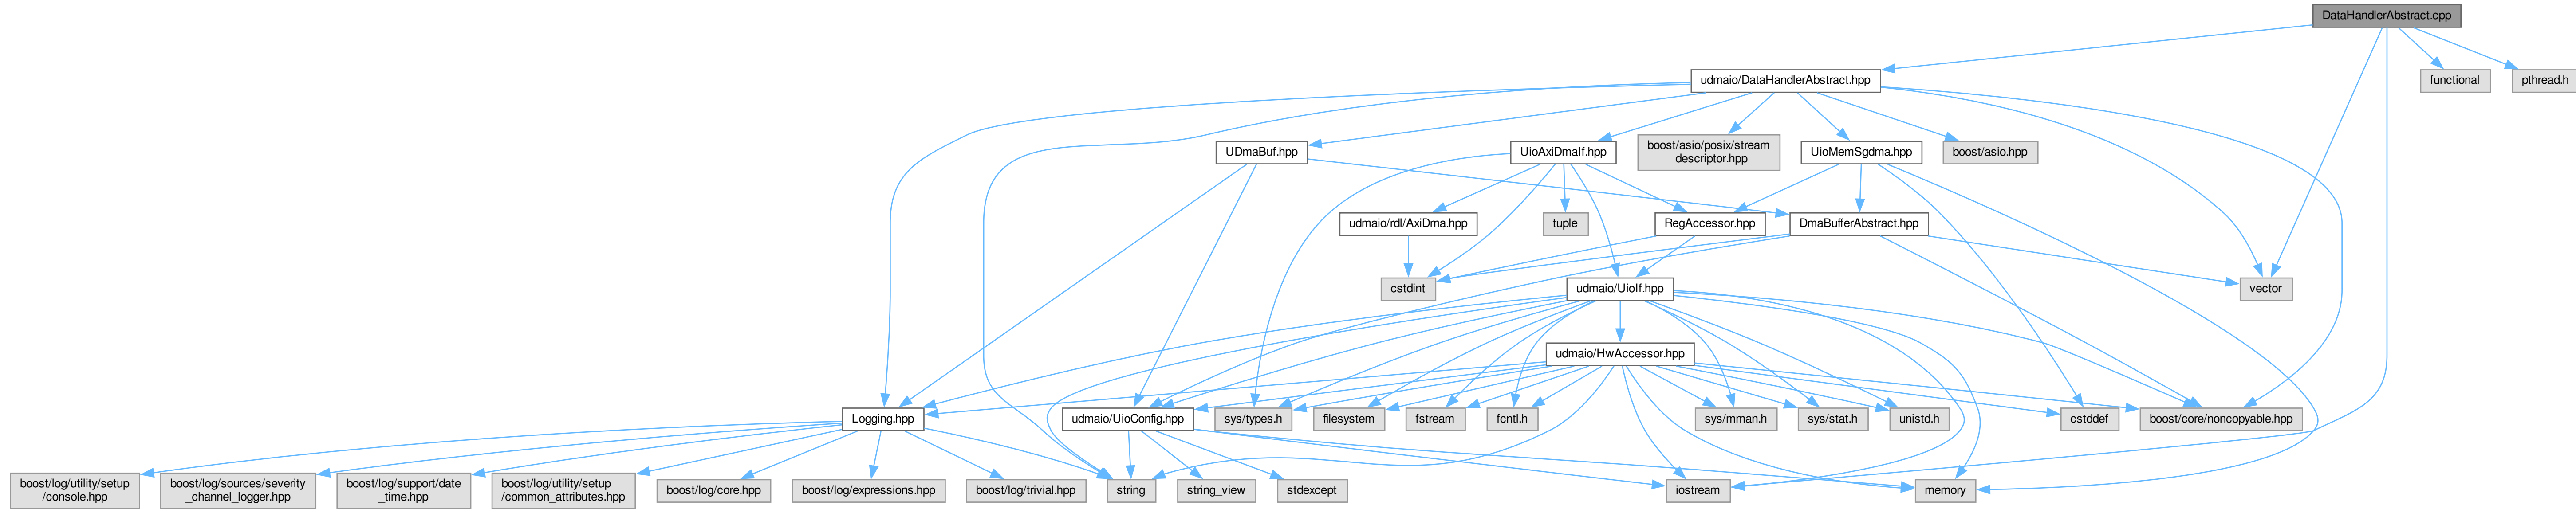 DataHandlerAbstract.cpp
udmaio/DataHandlerAbstract.hpp
functional
pthread.h
UDmaBuf.hpp
UioAxiDmaIf.hpp
boost/asio/posix/stream
_descriptor.hpp
UioMemSgdma.hpp
boost/asio.hpp
udmaio/rdl/AxiDma.hpp
tuple
RegAccessor.hpp
DmaBufferAbstract.hpp
cstdint
udmaio/UioIf.hpp
vector
udmaio/HwAccessor.hpp
Logging.hpp
udmaio/UioConfig.hpp
sys/types.h
filesystem
fstream
fcntl.h
sys/mman.h
sys/stat.h
unistd.h
cstddef
boost/core/noncopyable.hpp
boost/log/utility/setup
/console.hpp
boost/log/sources/severity
_channel_logger.hpp
boost/log/support/date
_time.hpp
boost/log/utility/setup
/common_attributes.hpp
boost/log/core.hpp
boost/log/expressions.hpp
boost/log/trivial.hpp
string
string_view
stdexcept
iostream
memory